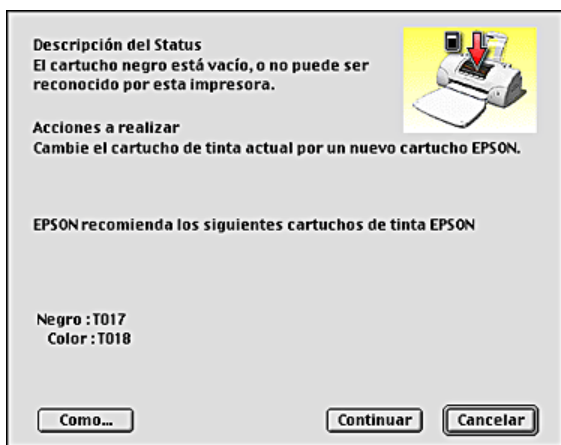 Descripción del Status
El cartucho negro está vacío, o no puede ser
reconocido por esta impresora.
Acciones a realizar
Cambie el cartucho de tinta actual por un nuevo cartucho EPSON.
EPSON recomienda los siguientes cartuchos de tinta EPSON
Negro : T017
Color : T018
Como...
Continuar
Cancelar